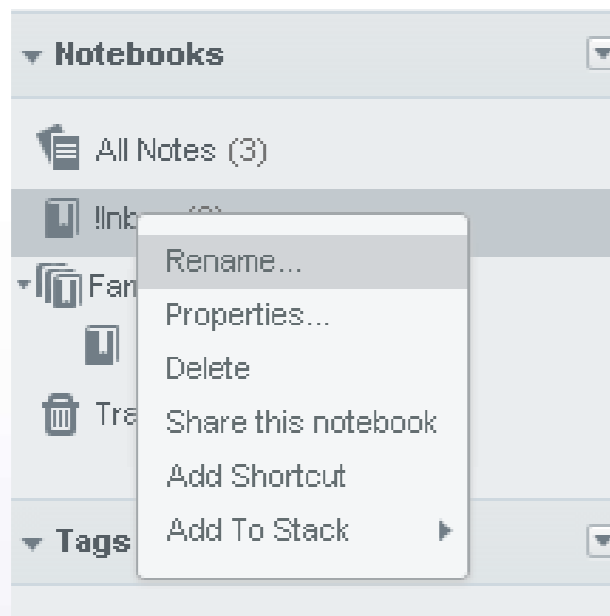 Notebooks
All Notes (3)
Rename...
Properties...
Delete
Share this notebook
Add Shortcut
Add To Stack
Tags